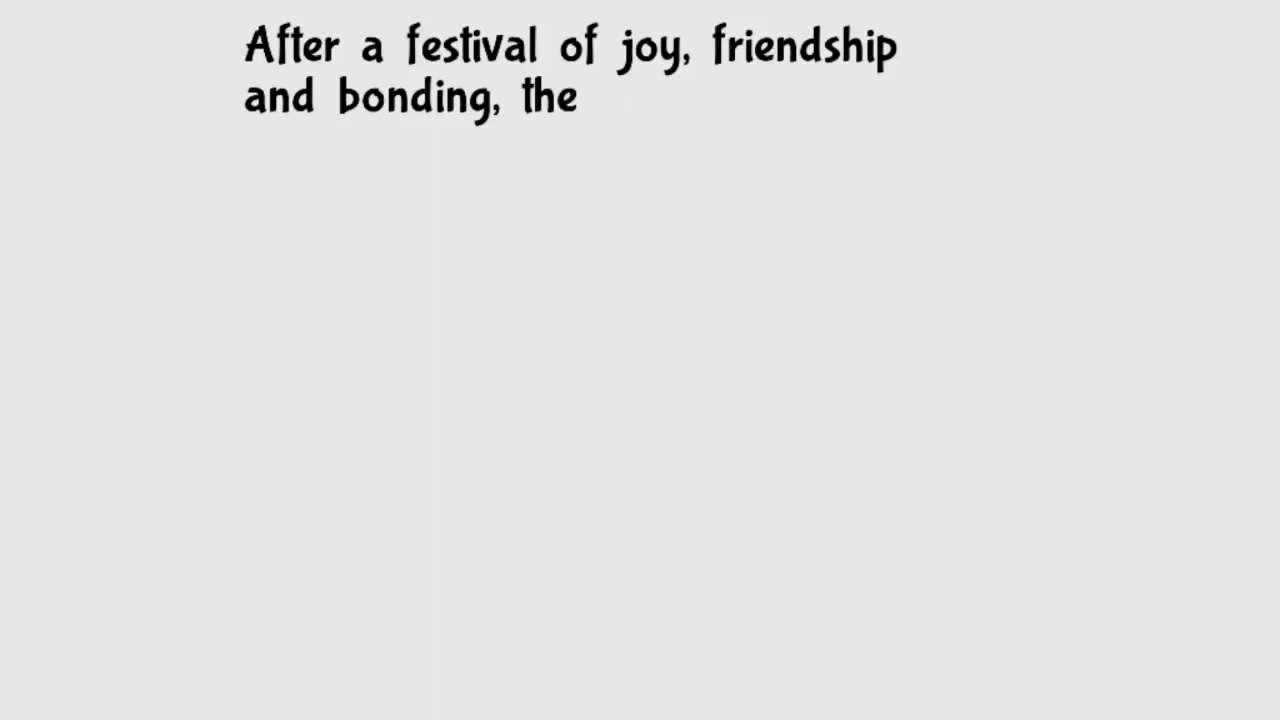 After a festival of joy, friendship
and bonding, the